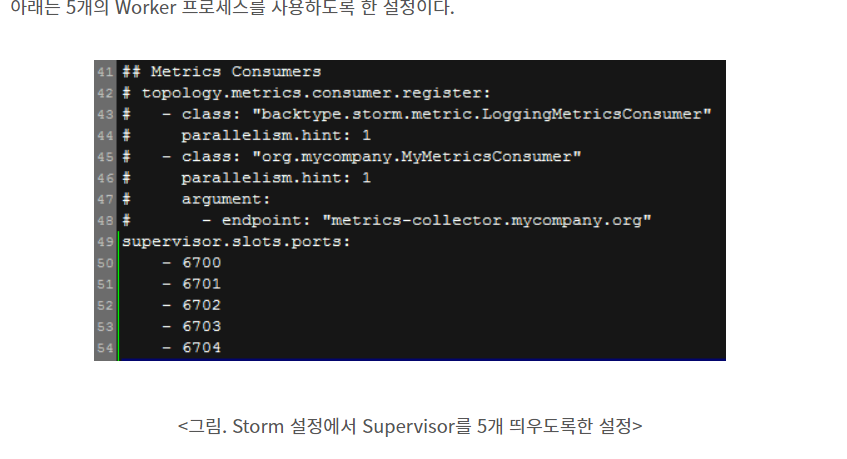 아래는 5개의 Worker 프로세스를 사용하도록 한 설정이다.
41 ## Metrics Consumers
42 # topology.metrics.consumer.register:
43 #   - class: "backtype.storm.metric.LoggingMetricsConsumer"
44 #     parallelism.hint: 1
45 #   - class: "org.mycompany.MyMetricsConsumer"
46 #     parallelism.hint: 1
47 #     argument:
48 #       - endpoint: "metrics-collector.mycompany.org"
49 supervisor.slots.ports:
50     - 6700
51     - 6701
52     - 6702
53     - 6703
54     - 6704
<그림. Storm 설정에서 Supervisor를 5개 띄우도록한 설정>